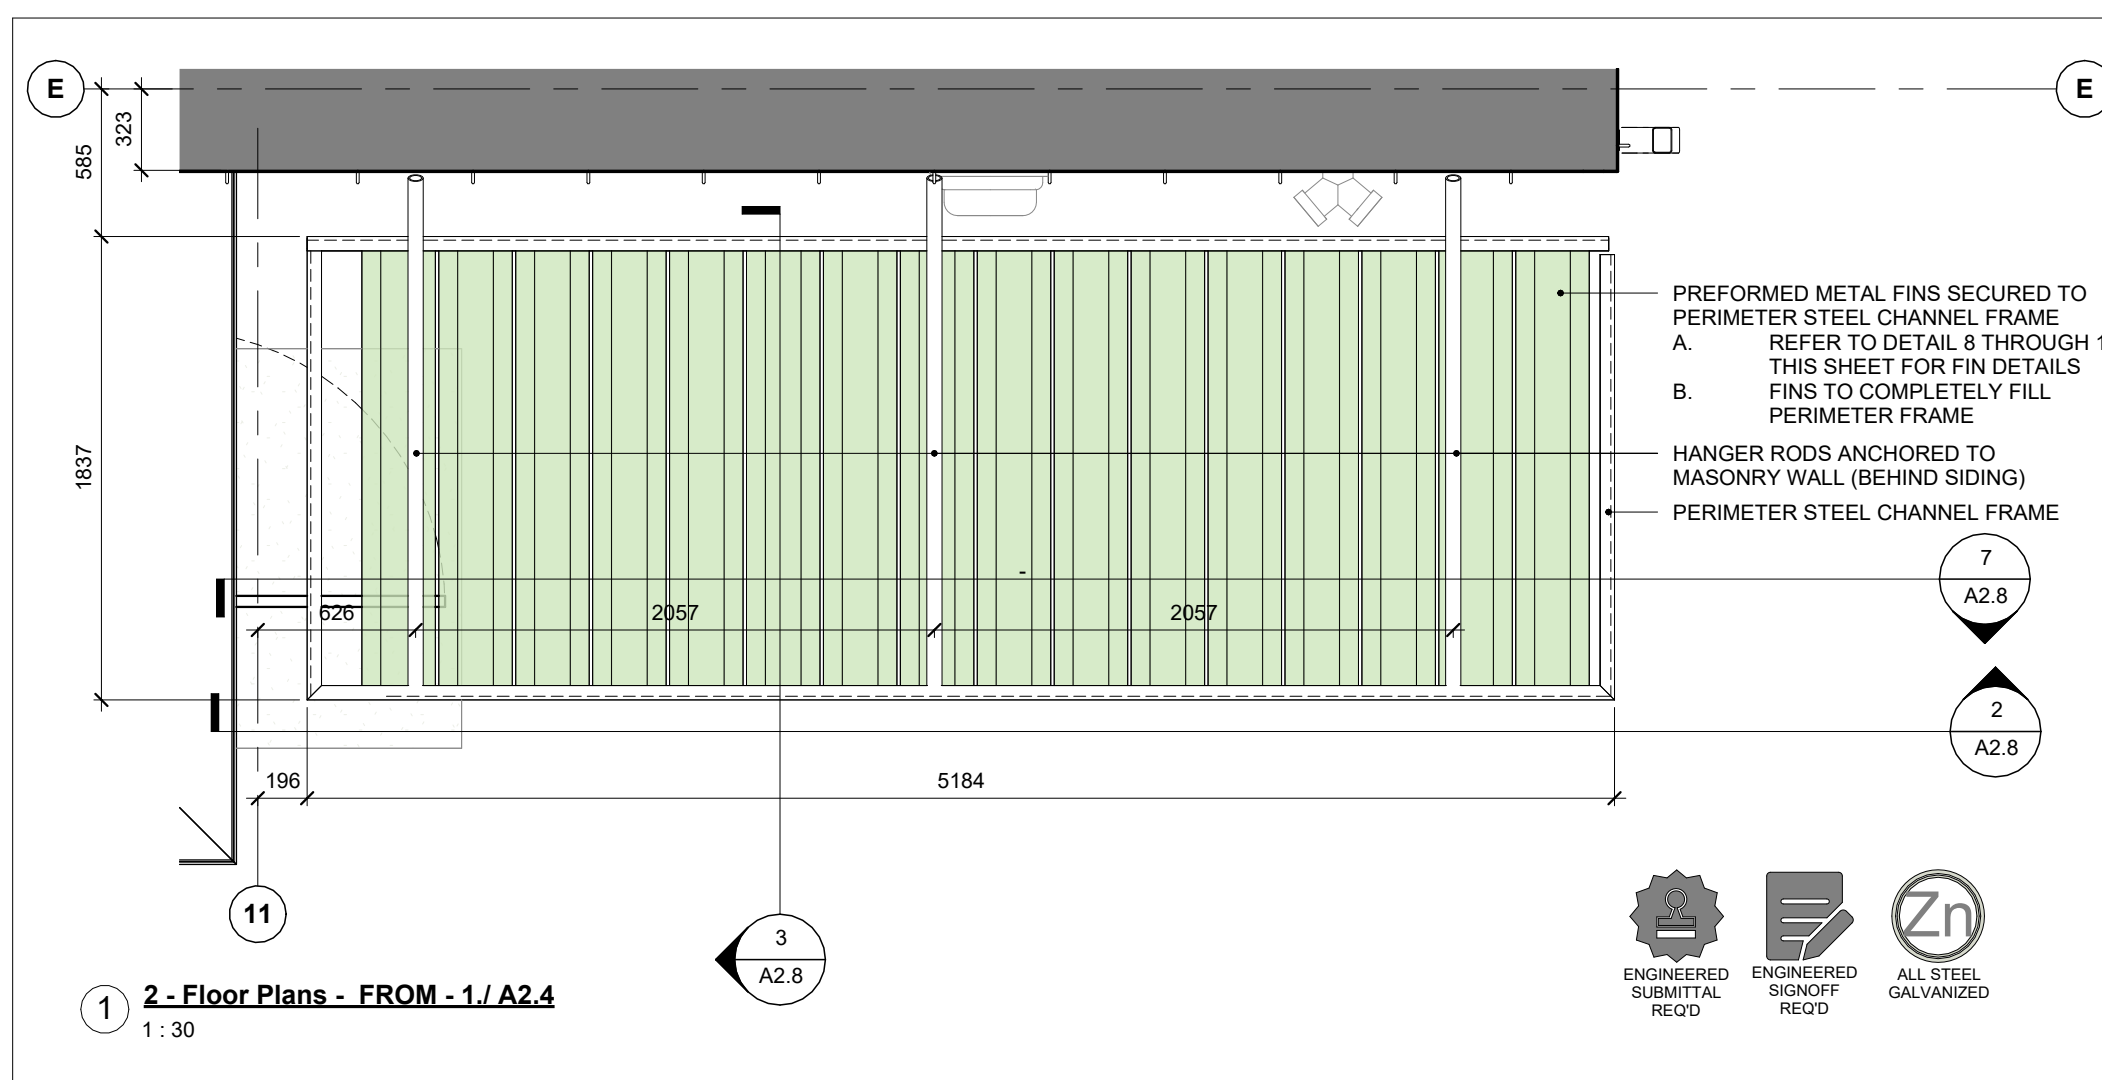 E
E
323
585
PREFORMED METAL FINS SECURED TO
PERIMETER STEEL CHANNEL FRAME
A. REFER TO DETAIL 8 THROUGH 1
THIS SHEET FOR FIN DETAILS
B. FINS TO COMPLETELY FILL
PERIMETER FRAME
1837
HANGER RODS ANCHORED TO
MASONRY WALL (BEHIND SIDING)
PERIMETER STEEL CHANNEL FRAME
7
A2.8
-
626
2057
2057
2
A2.8
196
5184
11
3
A2.8
Zn
ENGINEERED
SUBMITTAL
REQ'D
ENGINEERED
SIGNOFF
REQ'D
ALL STEEL
GALVANIZED
1
2 - Floor Plans - FROM - 1./ A2.4
1 : 30